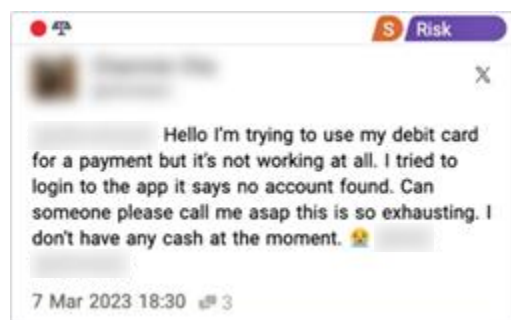 S Risk
X
Hello I'm trying to use my debit card
for a payment but it's not working at all. I tried to
login to the app it says no account found. Can
someone please call me asap this is so exhausting. I
don't have any cash at the moment. 😭
7 Mar 2023 18:30 3